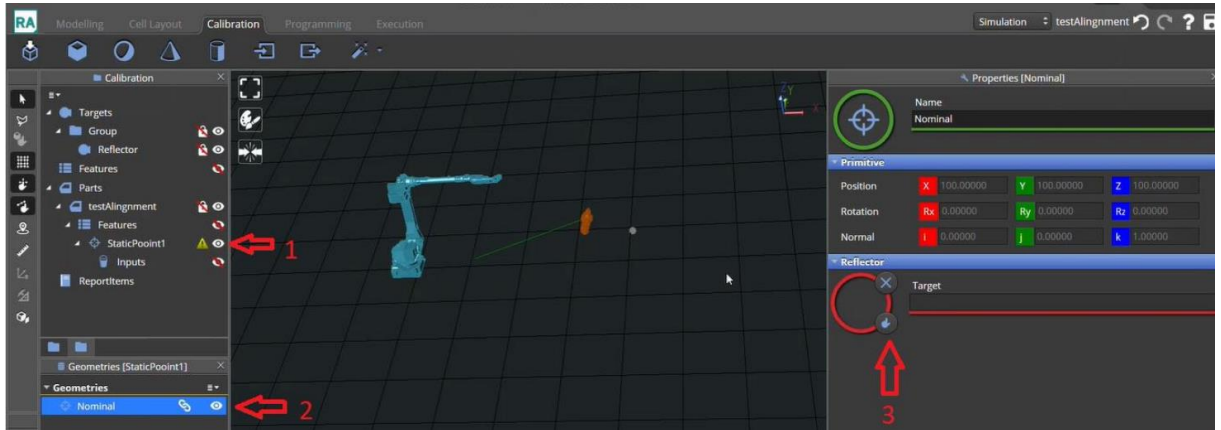 RA Modelling Cell Layout Calibration Programming Execution Simulation testAlingnment ?
Calibration
Targets
Group
Reflector
Features
Parts
testAlingnment
Features
StaticPooint1
Inputs
ReportItems
1
Geometries [StaticPooint1]
Geometries
Nominal
2
Z Y X
Properties [Nominal]
Name
Nominal
Primitive
Position X 100.00000 Y 100.00000 Z 100.00000
Rotation Rx 0.00000 Ry 0.00000 Rz 0.00000
Normal i 0.00000 j 0.00000 k 1.00000
Reflector
Target
3